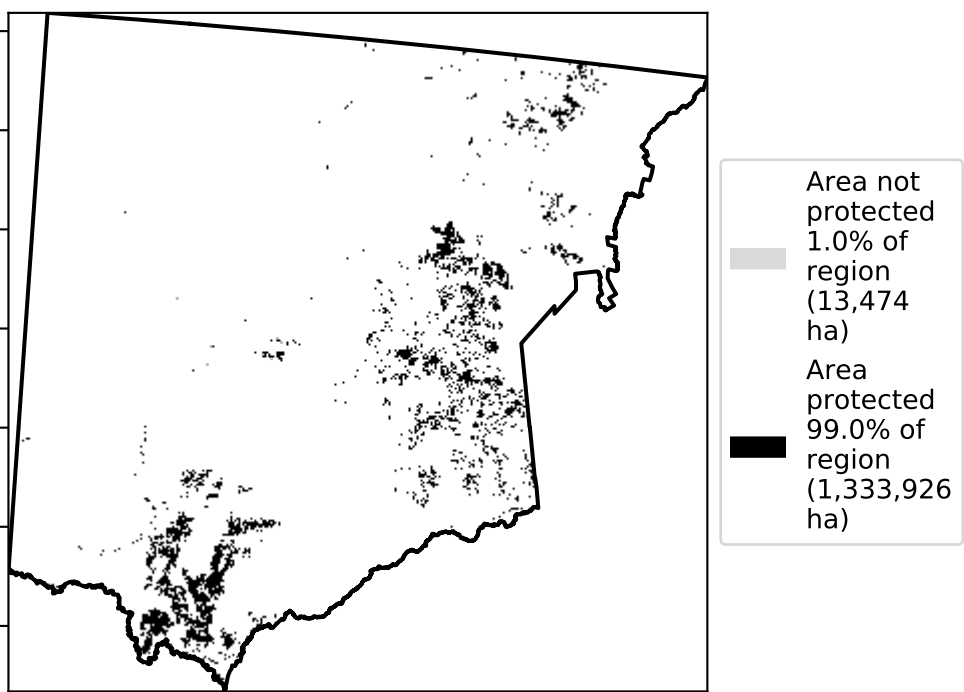 Area not
protected
1.0% of
region
(13,474
ha)
Area
protected
99.0% of
region
(1,333,926
ha)